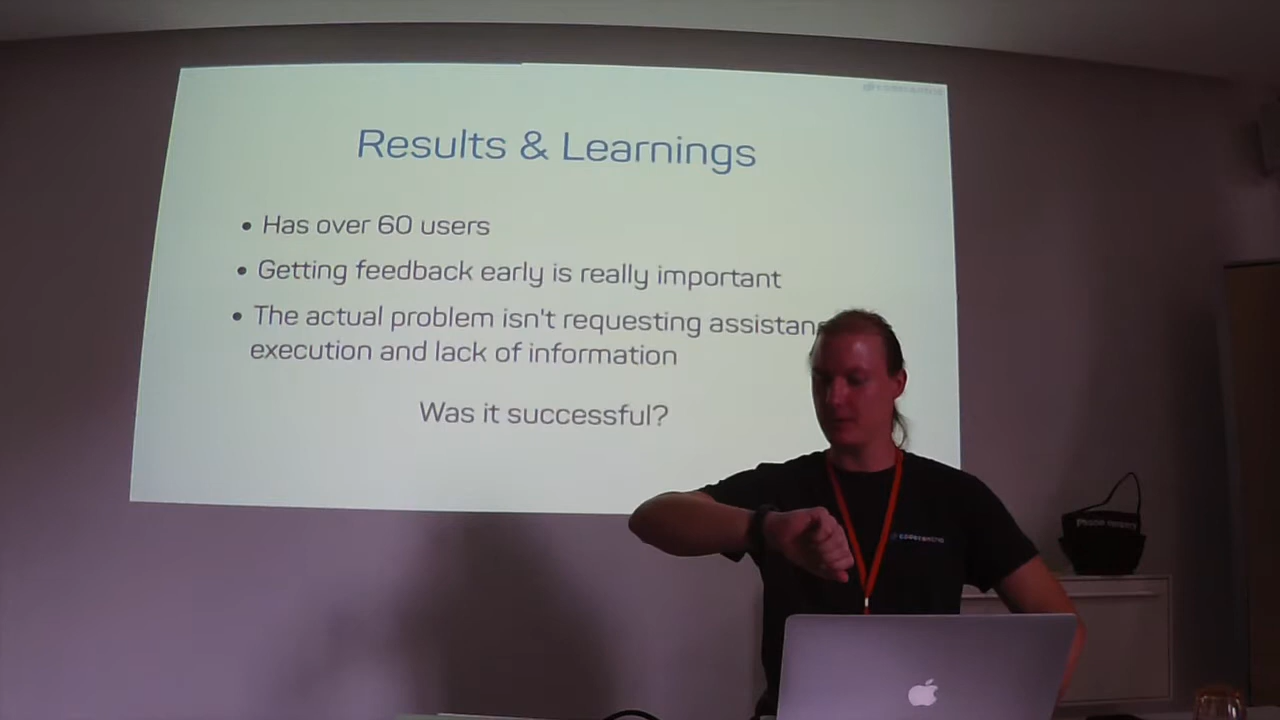 Results & Learnings
• Has over 60 users
• Getting feedback early is really important
• The actual problem isn't requesting
execution and lack of information
Was it successful?